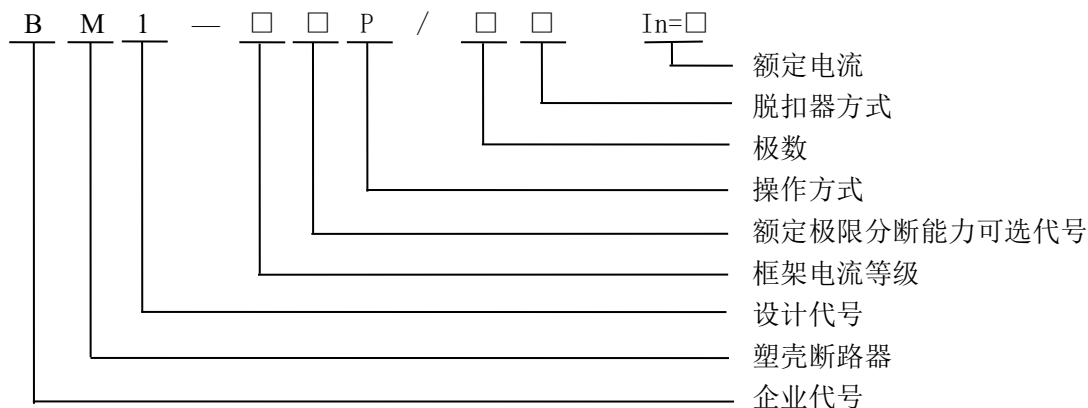 B M 1 — □ □ P / □ □ In=□
额定电流
脱扣器方式
极数
操作方式
额定极限分断能力可选代号
框架电流等级
设计代号
塑壳断路器
企业代号